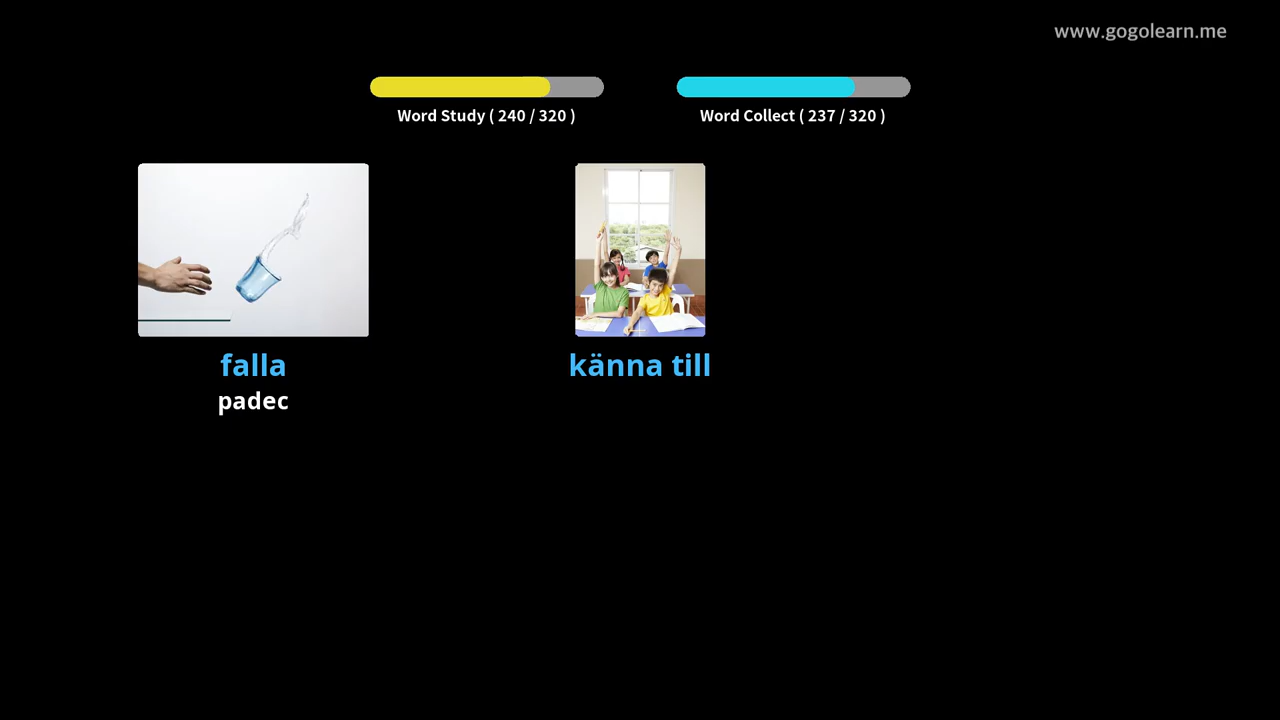 www.gogolearn.me
Word Study ( 240 / 320 )
Word Collect ( 237 / 320 )
falla
känna till
padec